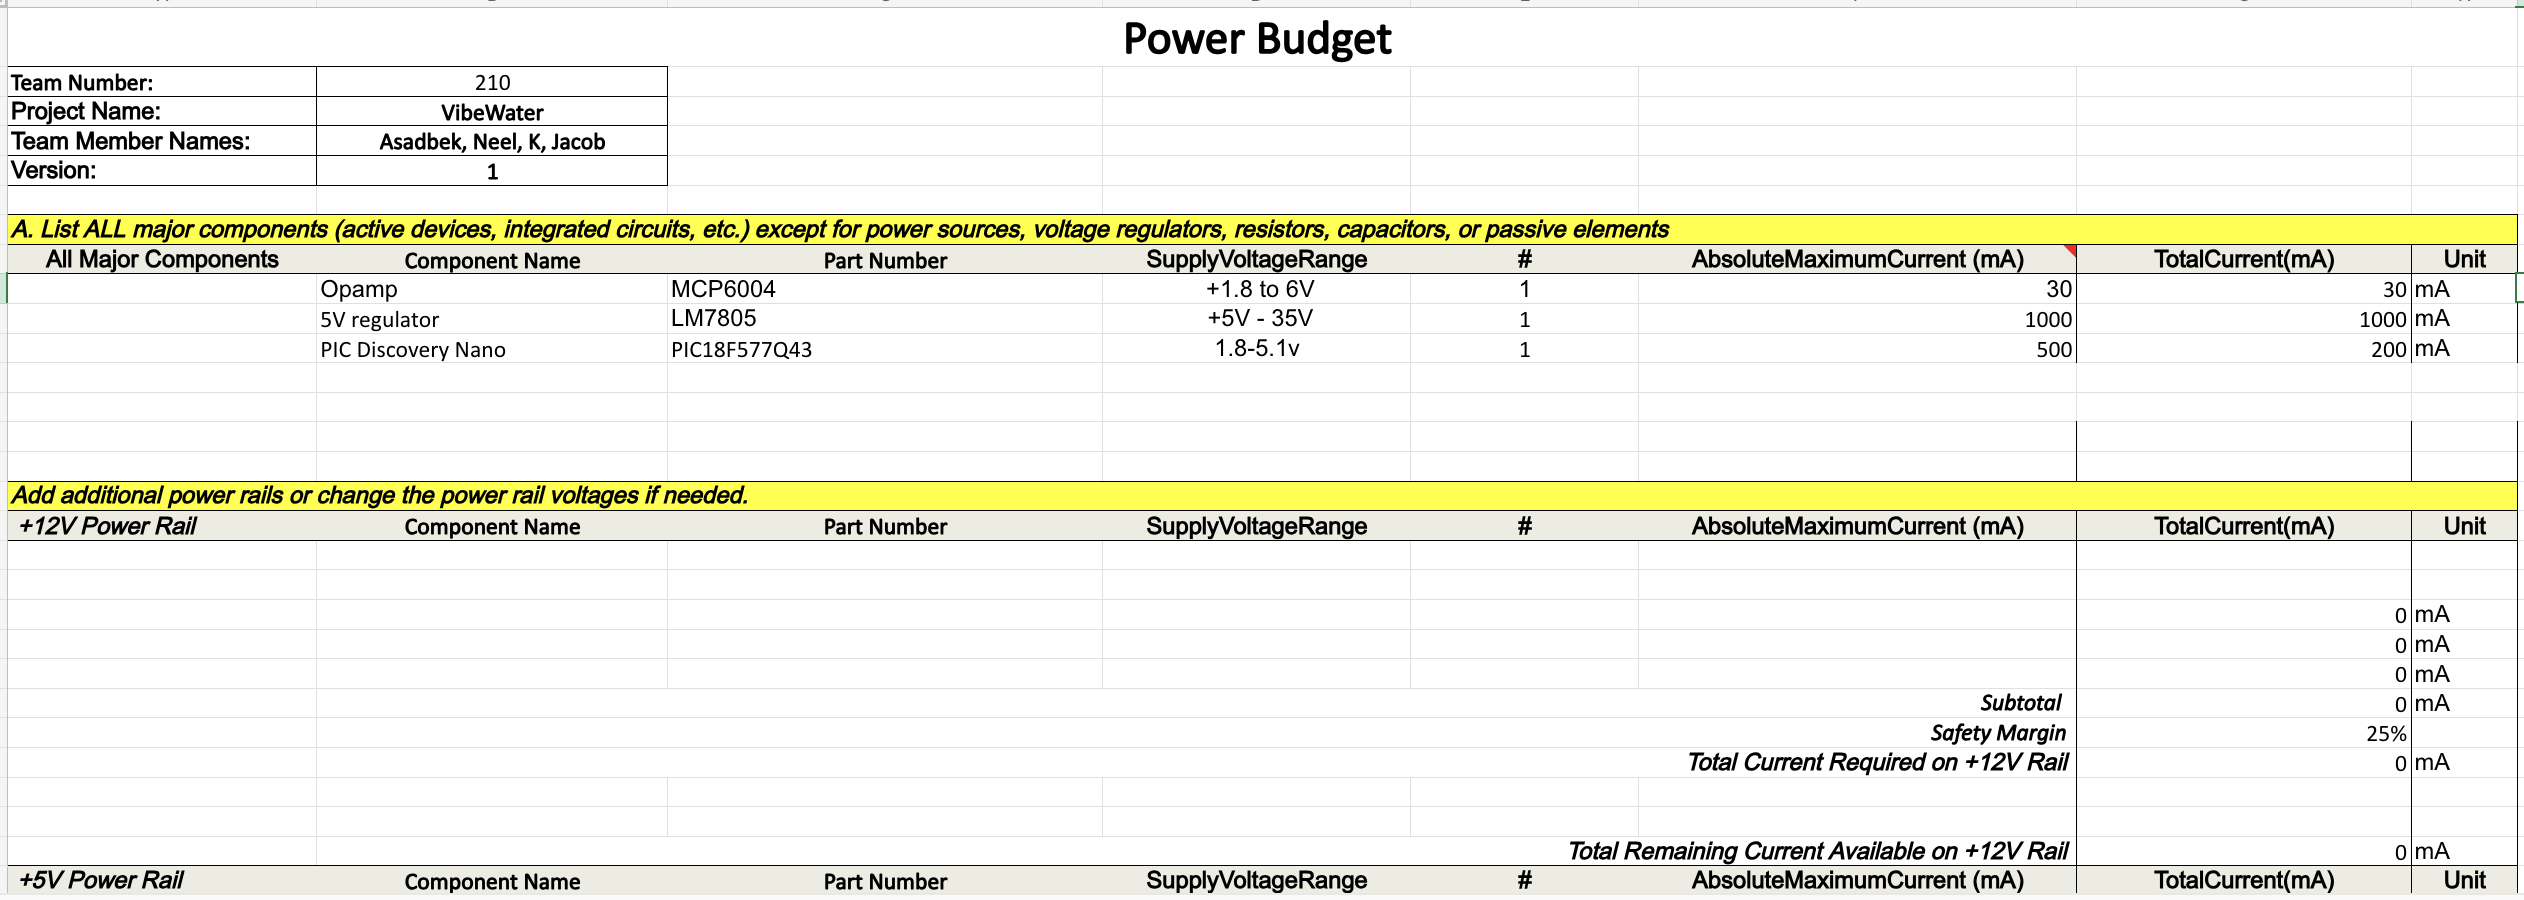 Power Budget
Team Number: 210
Project Name: VibeWater
Team Member Names: Asadbek, Neel, K, Jacob
Version: 1
A. List ALL major components (active devices, integrated circuits, etc.) except for power sources, voltage regulators, resistors, capacitors, or passive elements
All Major Components Component Name Part Number SupplyVoltageRange # AbsoluteMaximumCurrent (mA) TotalCurrent(mA) Unit
Opamp MCP6004 +1.8 to 6V 1 30 30 mA
5V regulator LM7805 +5V - 35V 1 1000 1000 mA
PIC Discovery Nano PIC18F577Q43 1.8-5.1v 1 500 200 mA
Add additional power rails or change the power rail voltages if needed.
+12V Power Rail Component Name Part Number SupplyVoltageRange # AbsoluteMaximumCurrent (mA) TotalCurrent(mA) Unit
0 mA
0 mA
0 mA
Subtotal 0 mA
Safety Margin 25%
Total Current Required on +12V Rail 0 mA
Total Remaining Current Available on +12V Rail 0 mA
+5V Power Rail Component Name Part Number SupplyVoltageRange # AbsoluteMaximumCurrent (mA) TotalCurrent(mA) Unit